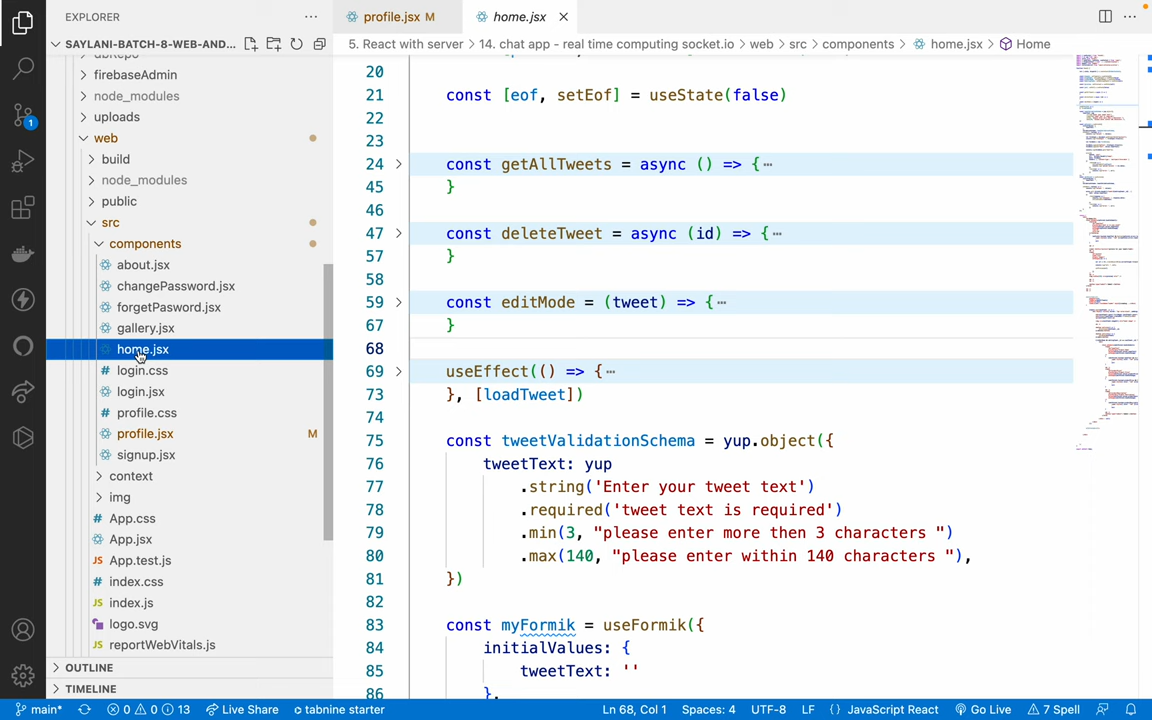 EXPLORER
profile.jsx M
home.jsx
SAYLANI-BATCH-8-WEB-AND...
5. React with server > 14. chat app - real time computing socket.io > web > src > components > home.jsx > Home
firebaseAdmin
node_modules
uploads
web
build
node_modules
public
src
components
about.jsx
changePassword.jsx
forgetPasword.jsx
gallery.jsx
home.jsx
login.css
login.jsx
profile.css
profile.jsx M
signup.jsx
context
img
App.css
App.jsx
App.test.js
index.css
index.js
logo.svg
reportWebVitals.js
OUTLINE
TIMELINE
20
21 const [eof, setEof] = useState(false)
22
23
24 const getAllTweets = async () => {…
45 }
46
47 const deleteTweet = async (id) => {…
57 }
58
59 const editMode = (tweet) => {…
67 }
68
69 useEffect(() => {…
73 }, [loadTweet])
74
75 const tweetValidationSchema = yup.object({
76 tweetText: yup
77 .string('Enter your tweet text')
78 .required('tweet text is required')
79 .min(3, "please enter more then 3 characters ")
80 .max(140, "please enter within 140 characters "),
81 })
82
83 const myFormik = useFormik({
84 initialValues: {
85 tweetText: ''
86 },
1
main* 0 0 13 Live Share tabnine starter Ln 68, Col 1 Spaces: 4 UTF-8 LF {} JavaScript React Go Live 7 Spell